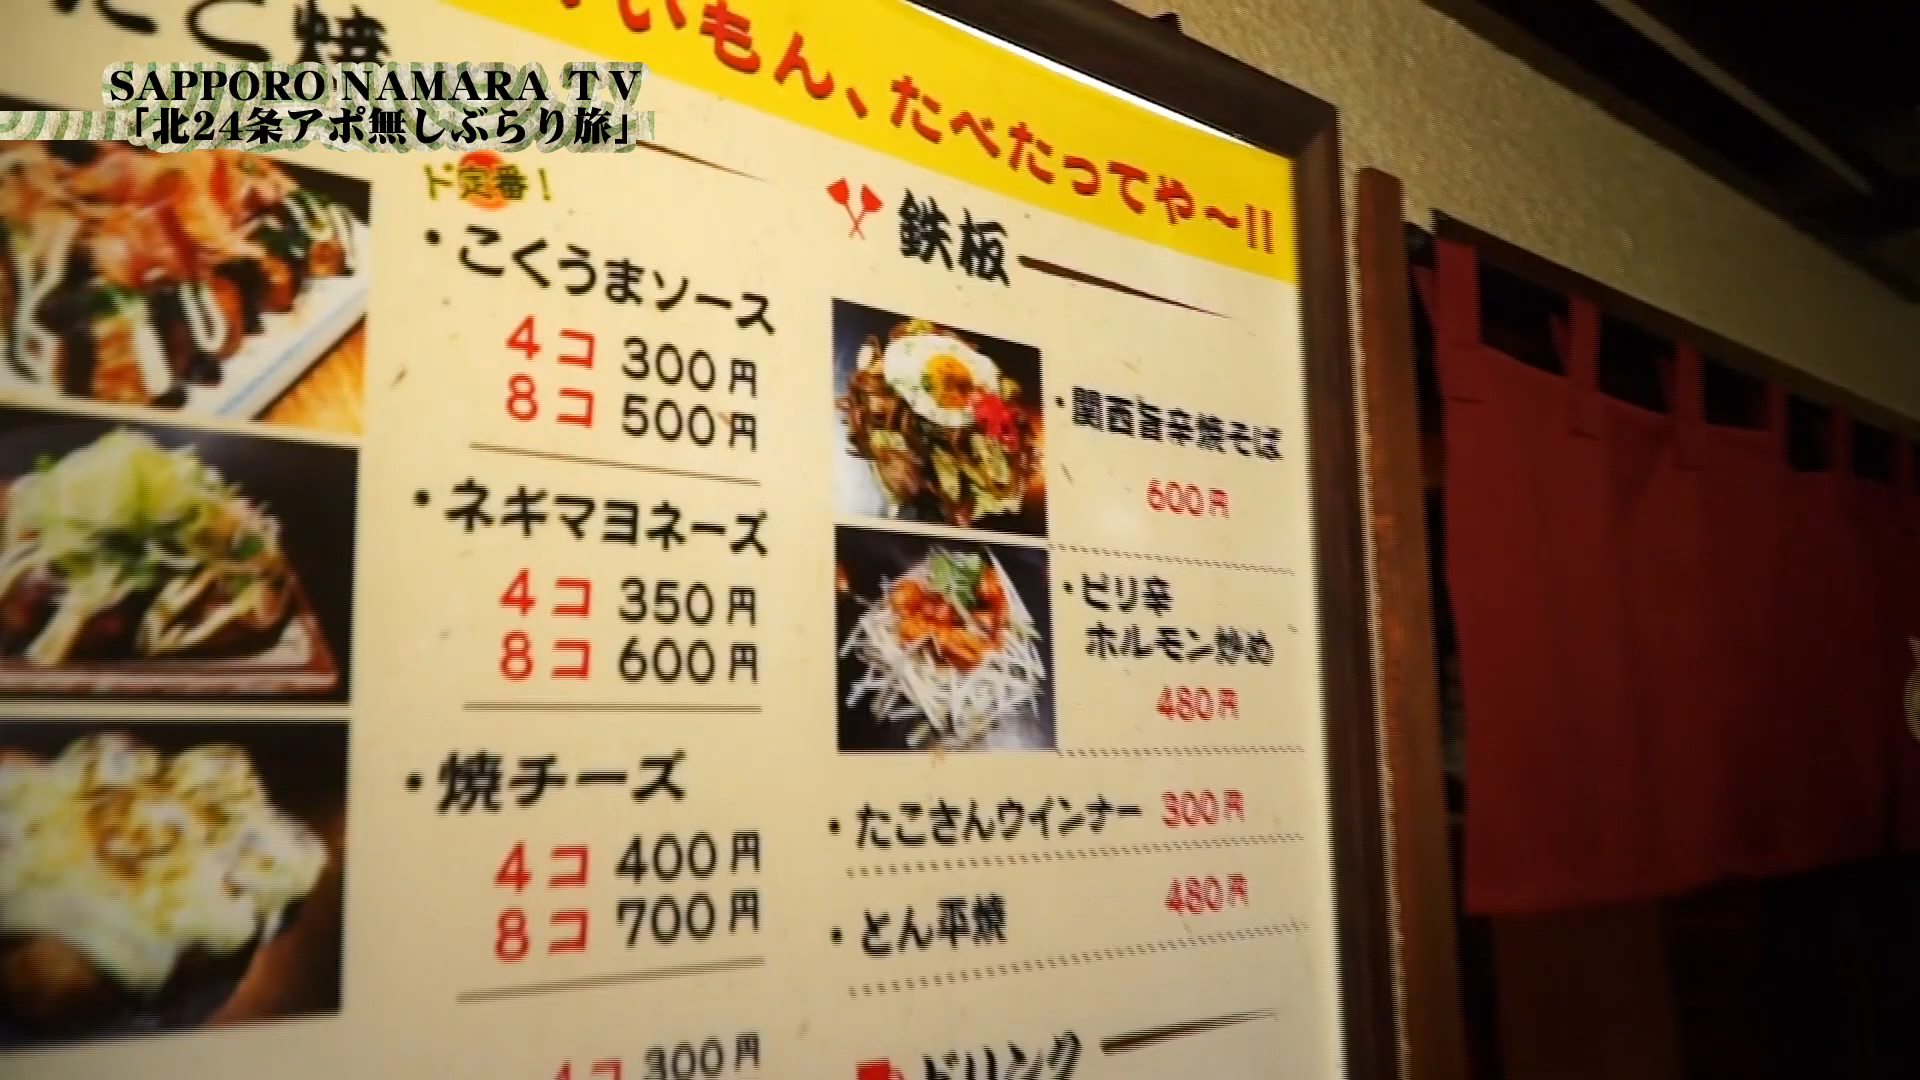 SAPPORO NAMARA TV
「北24条アポ無しぶらり旅」
たこ焼
いもん、たべたってや～!!
ド定番!
・こくうまソース
4コ 300円
8コ 500円
・ネギマヨネーズ
4コ 350円
8コ 600円
・焼チーズ
4コ 400円
8コ 700円
4コ 300円
鉄板
・関西旨辛焼そば
600円
・ピリ辛
ホルモン炒め
480円
・たこさんウインナー 300円
・とん平焼 480円
ドリンク